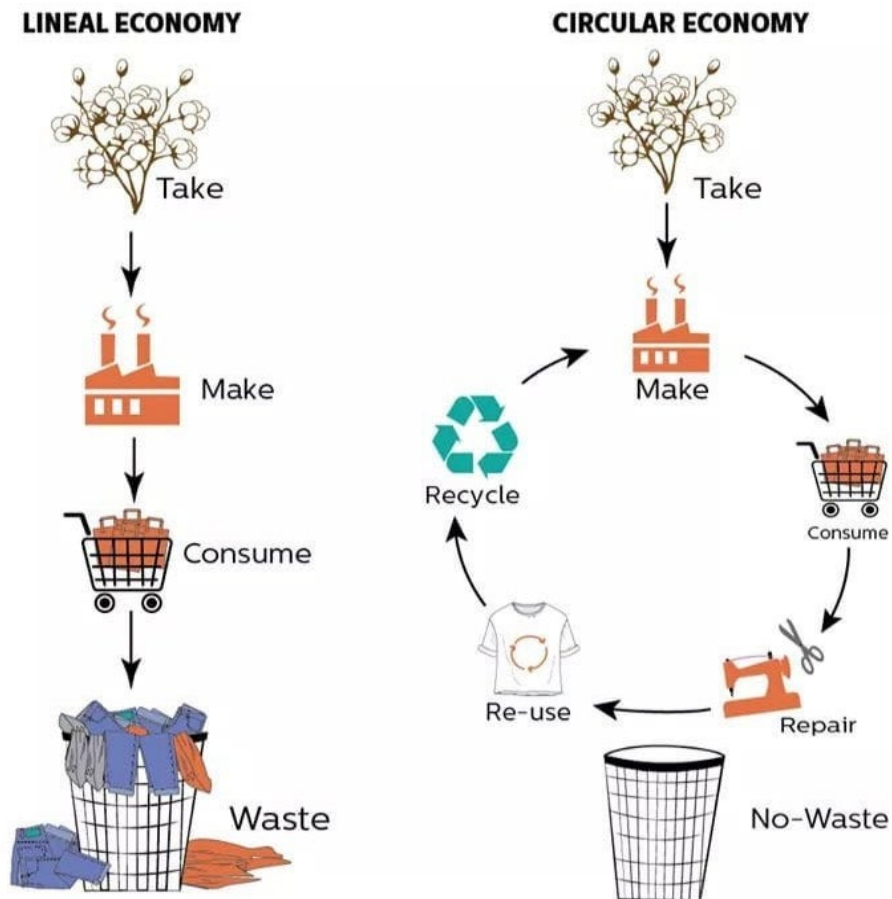 LINEAL ECONOMY
Take
Make
Consume
Waste
CIRCULAR ECONOMY
Take
Make
Consume
Repair
Re-use
Recycle
No-Waste